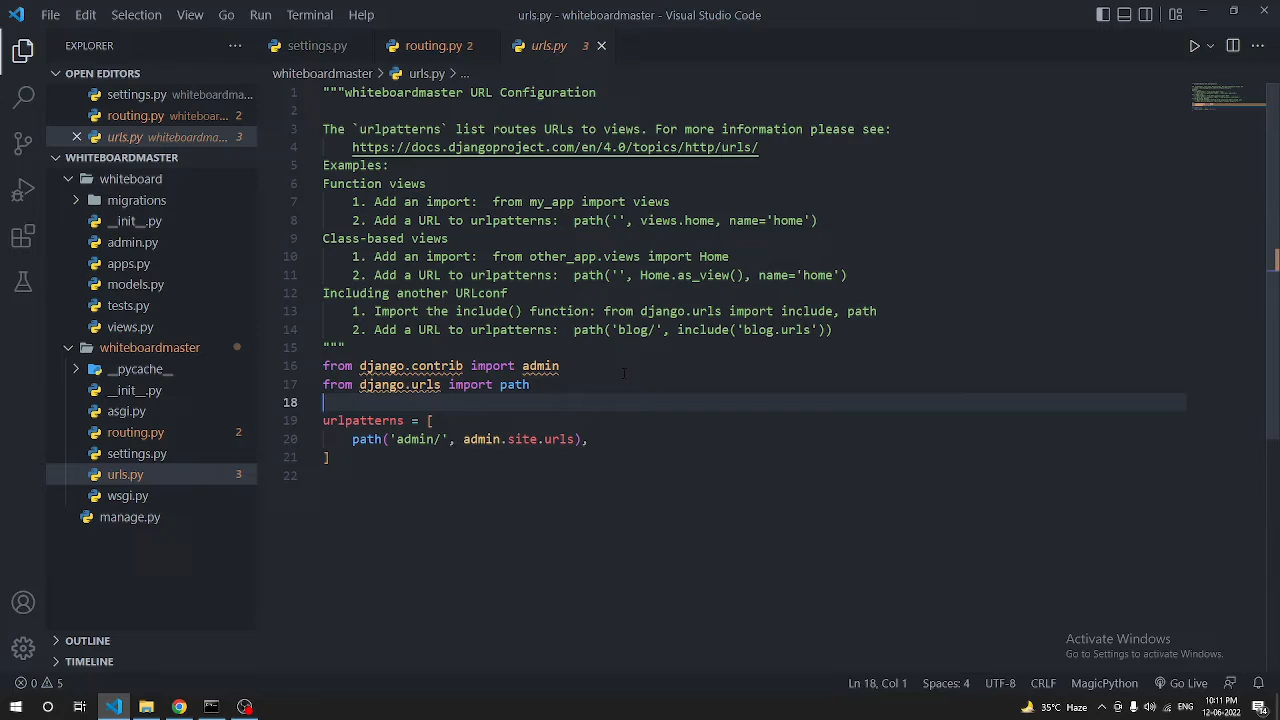 File Edit Selection View Go Run Terminal Help urls.py - whiteboardmaster - Visual Studio Code
EXPLORER ···
settings.py routing.py 2 urls.py 3
OPEN EDITORS
settings.py whiteboardma...
routing.py whiteboar... 2
urls.py whiteboardma... 3
WHITEBOARDMASTER
whiteboard
migrations
__init__.py
admin.py
apps.py
models.py
tests.py
views.py
whiteboardmaster
__pycache__
__init__.py
asgi.py
routing.py 2
settings.py
urls.py 3
wsgi.py
manage.py
OUTLINE
TIMELINE
whiteboardmaster > urls.py > ...
1 """whiteboardmaster URL Configuration
2
3 The `urlpatterns` list routes URLs to views. For more information please see:
4 https://docs.djangoproject.com/en/4.0/topics/http/urls/
5 Examples:
6 Function views
7 1. Add an import:  from my_app import views
8 2. Add a URL to urlpatterns:  path('', views.home, name='home')
9 Class-based views
10 1. Add an import:  from other_app.views import Home
11 2. Add a URL to urlpatterns:  path('', Home.as_view(), name='home')
12 Including another URLconf
13 1. Import the include() function: from django.urls import include, path
14 2. Add a URL to urlpatterns:  path('blog/', include('blog.urls'))
15 """
16 from django.contrib import admin
17 from django.urls import path
18
19 urlpatterns = [
20 path('admin/', admin.site.urls),
21 ]
22
Activate Windows
Go to Settings to activate Windows.
0 5 Ln 18, Col 1 Spaces: 4 UTF-8 CRLF MagicPython Go Live
35°C Haze ENG 10:11 PM
12-06-2022